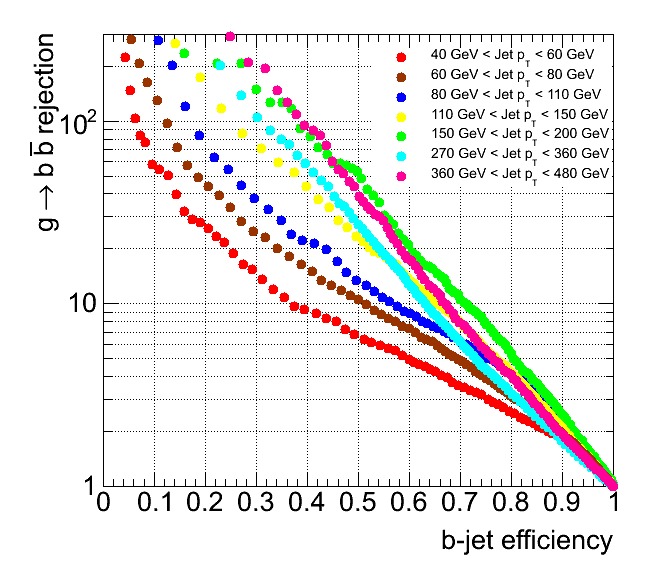 g → b b̅ rejection
10²
10
1
40 GeV < Jet p_T < 60 GeV
60 GeV < Jet p_T < 80 GeV
80 GeV < Jet p_T < 110 GeV
110 GeV < Jet p_T < 150 GeV
150 GeV < Jet p_T < 200 GeV
270 GeV < Jet p_T < 360 GeV
360 GeV < Jet p_T < 480 GeV
0 0.1 0.2 0.3 0.4 0.5 0.6 0.7 0.8 0.9 1
b-jet efficiency